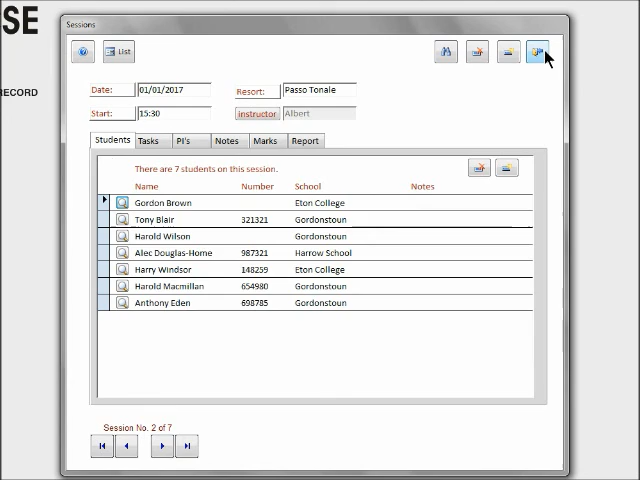 Sessions
SE
List
RECORD
Date: 01/01/2017 Resort: Passo Tonale
Start: 15:30 instructor Albert
Students Tasks PI's Notes Marks Report
There are 7 students on this session.
Name Number School Notes
Gordon Brown Eton College
Tony Blair 321321 Gordonstoun
Harold Wilson Gordonstoun
Alec Douglas-Home 987321 Harrow School
Harry Windsor 148259 Eton College
Harold Macmillan 654980 Gordonstoun
Anthony Eden 698785 Gordonstoun
Session No. 2 of 7